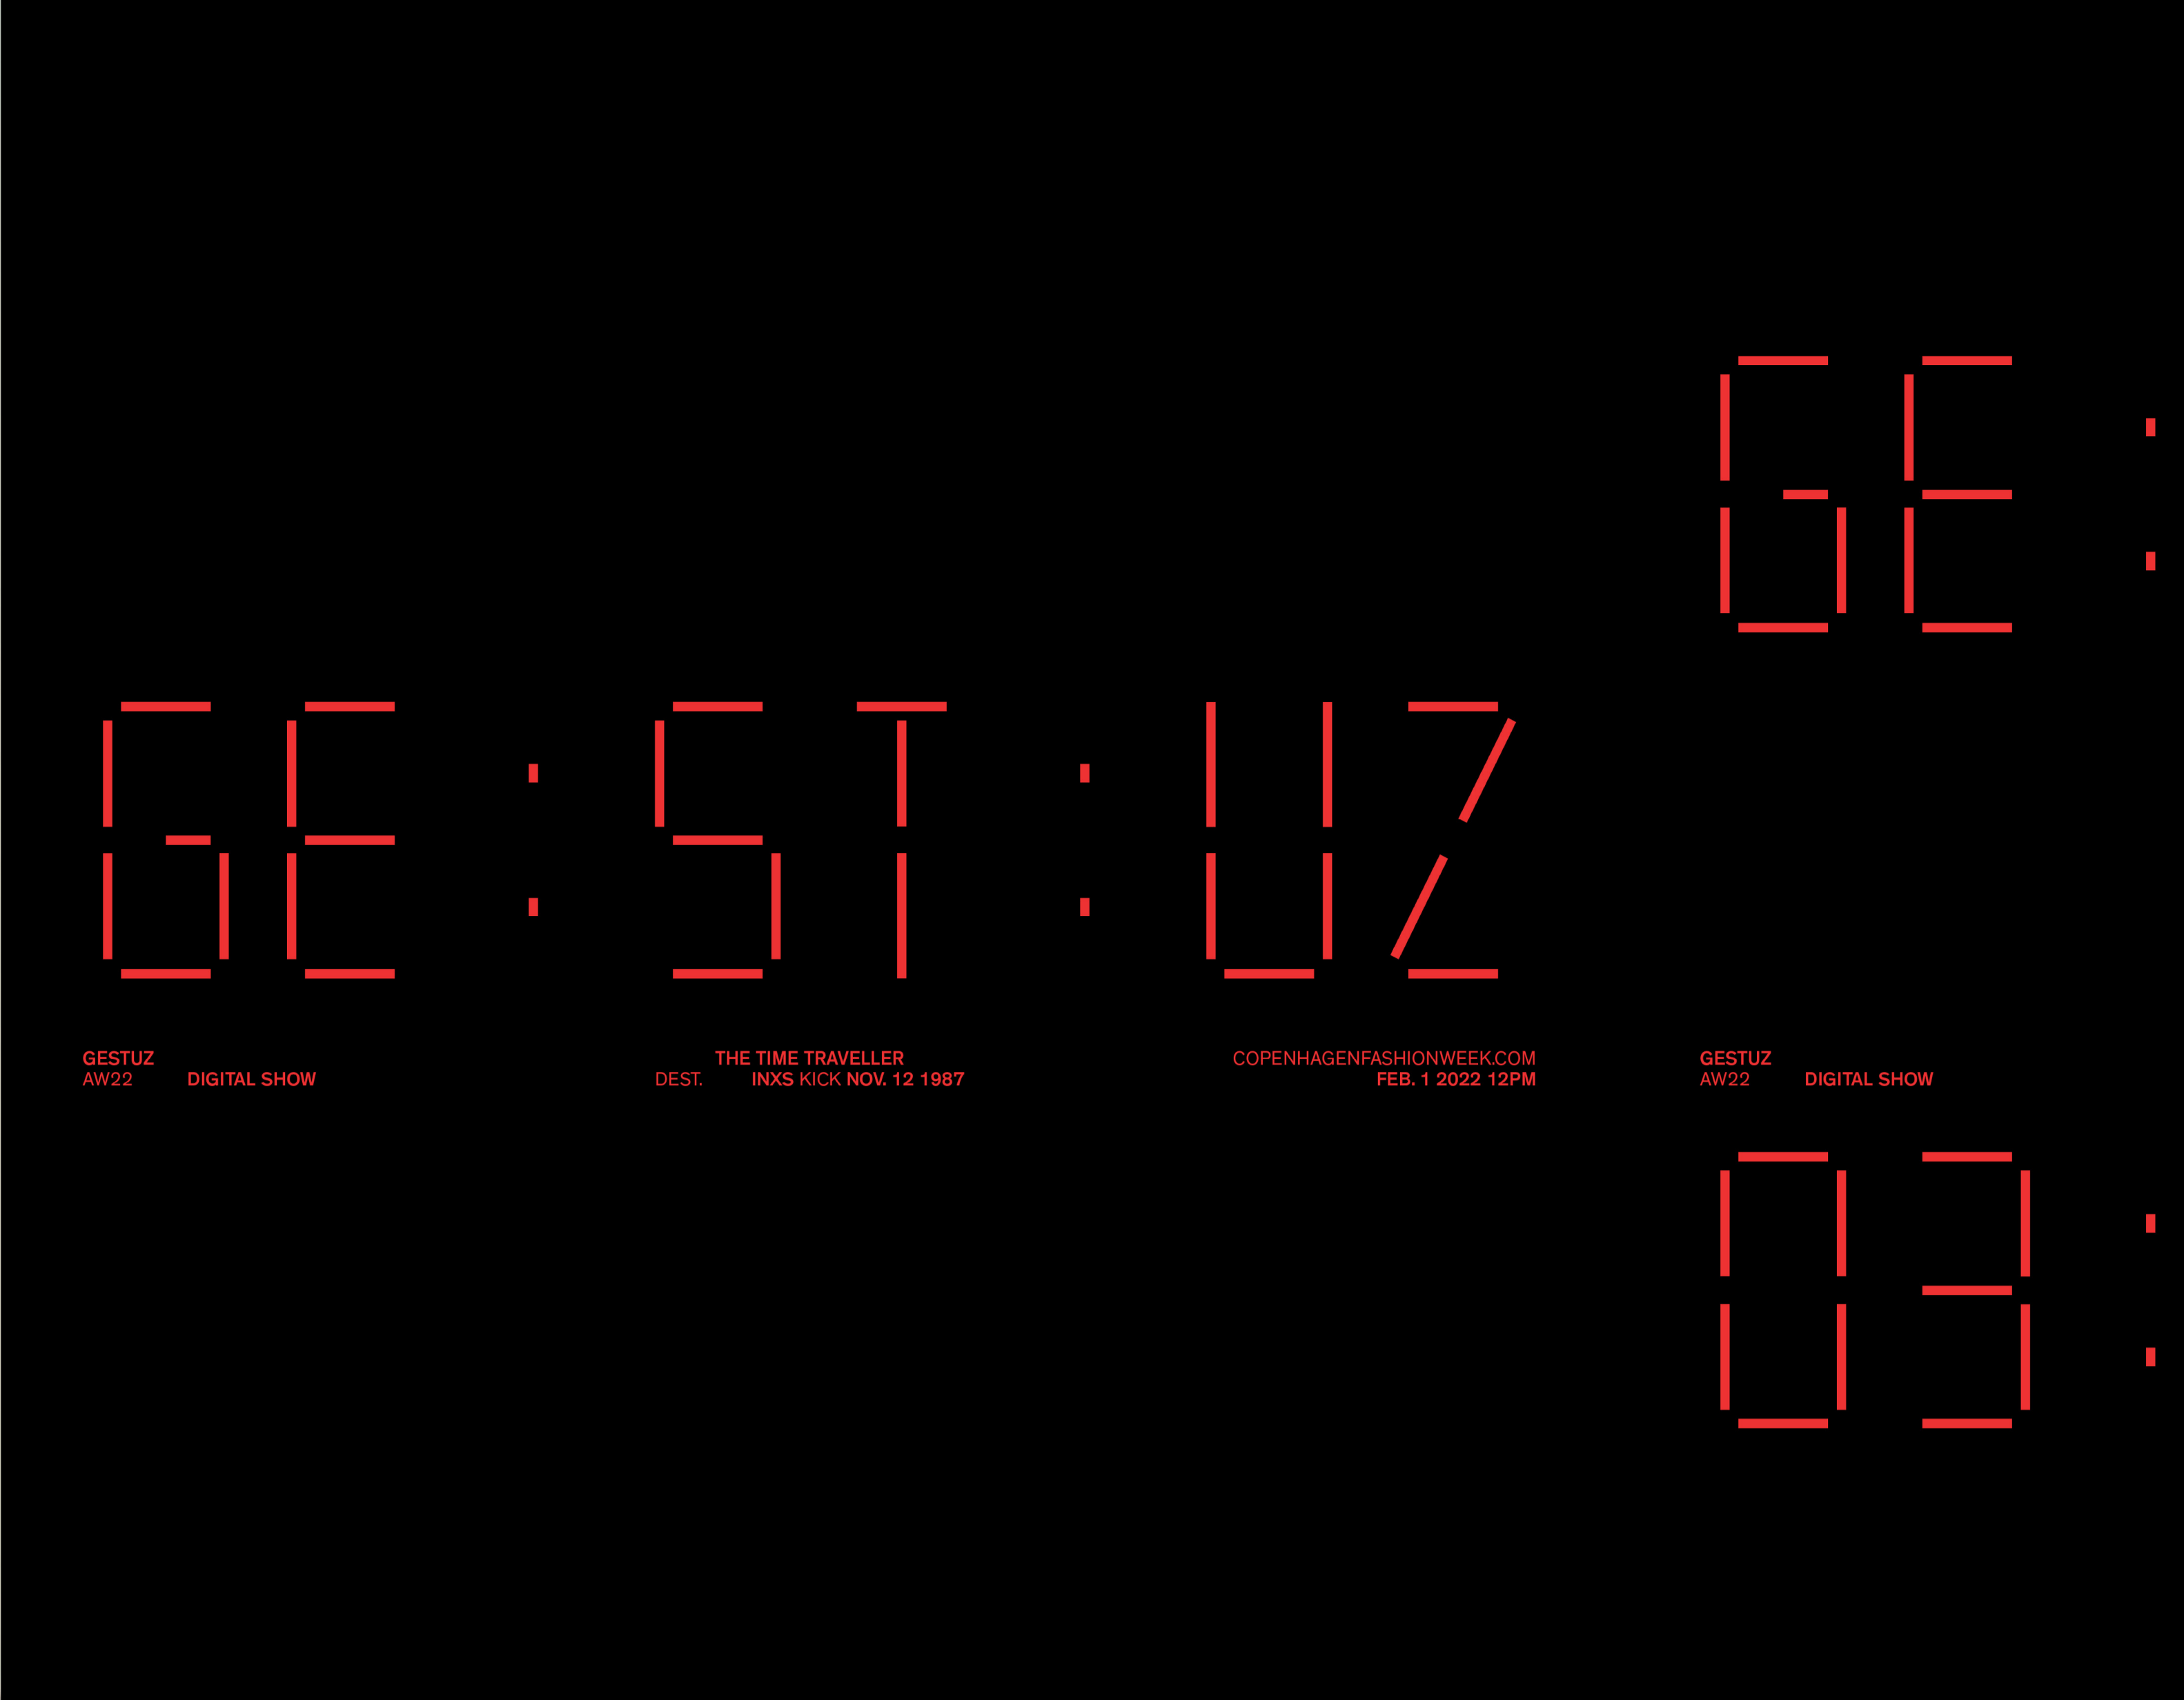 GE:ST:UZ
GESTUZ
AW22 DIGITAL SHOW
THE TIME TRAVELLER
DEST. INXS KICK NOV. 12 1987
COPENHAGENFASHIONWEEK.COM
FEB. 1 2022 12PM
GE:
GESTUZ
AW22 DIGITAL SHOW
03: